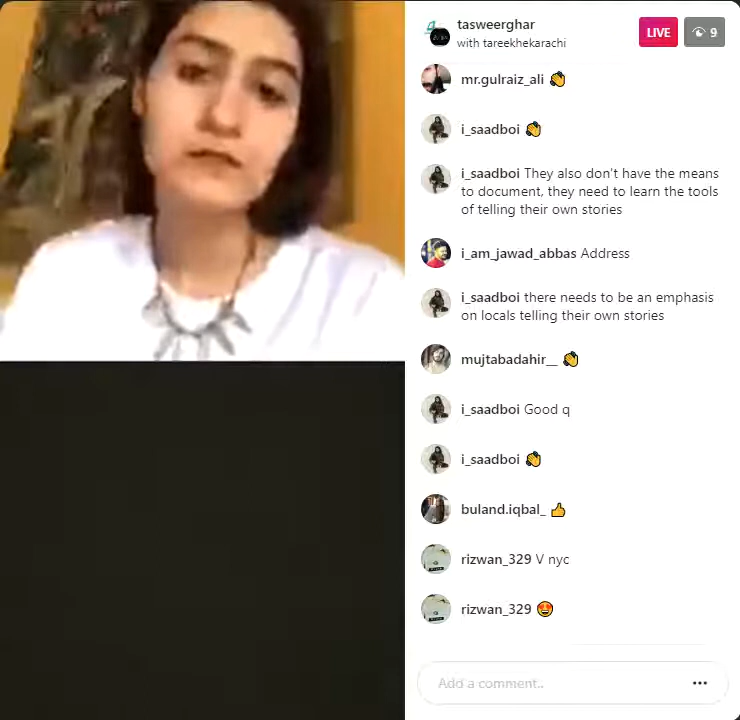 tasweerghar
with tareekhekarachi
LIVE
9
mr.gulraiz_ali 👏
i_saadboi 👏
i_saadboi They also don't have the means
to document, they need to learn the tools
of telling their own stories
i_am_jawad_abbas Address
i_saadboi there needs to be an emphasis
on locals telling their own stories
mujtabadahir__ 👏
i_saadboi Good q
i_saadboi 👏
buland.iqbal_ 👍
rizwan_329 V nyc
rizwan_329 😍
Add a comment..